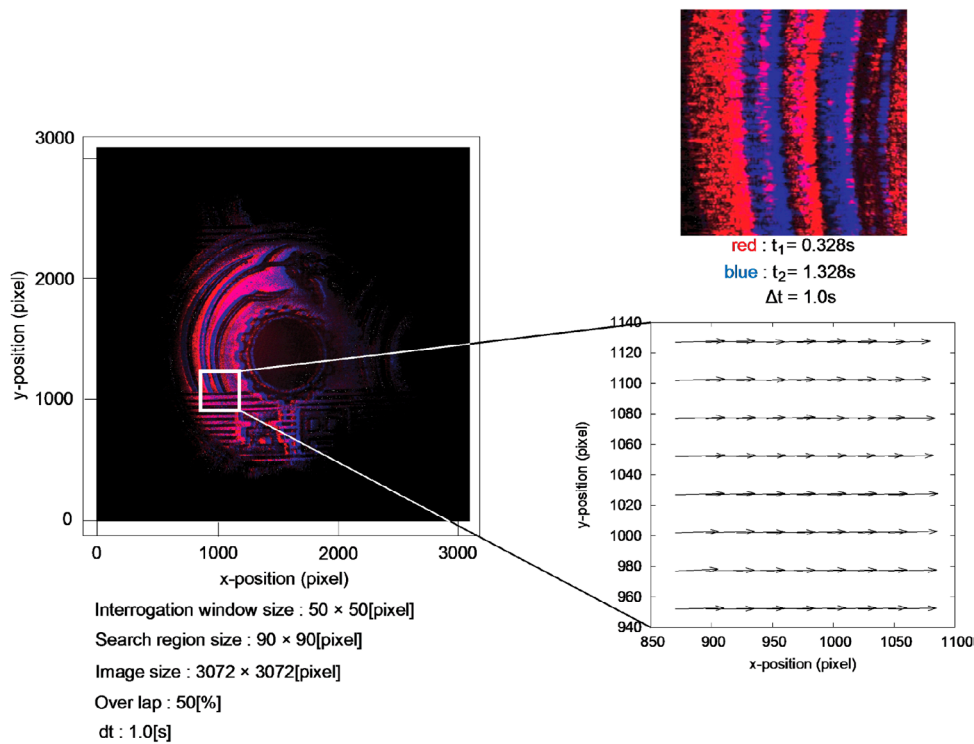 3000
2000
1000
0
0
1000
2000
3000
y-position (pixel)
x-position (pixel)
Interrogation window size : 50 × 50[pixel]
Search region size : 90 × 90[pixel]
Image size : 3072 × 3072[pixel]
Over lap : 50[%]
dt : 1.0[s]
red : t1 = 0.328s
blue : t2 = 1.328s
Δt = 1.0s
1140
1120
1100
1080
1060
1040
1020
1000
980
960
940
850
900
950
1000
1050
1100
y-position (pixel)
x-position (pixel)